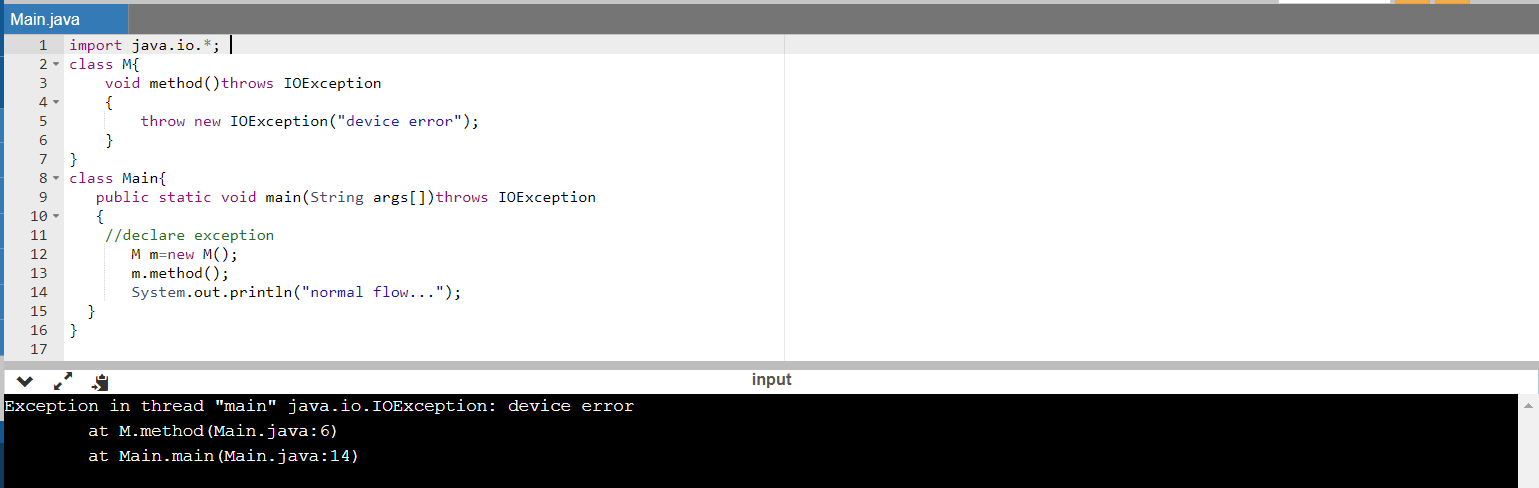 Main.java
1 import java.io.*;
2 class M{
3 void method()throws IOException
4 {
5 throw new IOException("device error");
6 }
7 }
8 class Main{
9 public static void main(String args[])throws IOException
10 {
11 //declare exception
12 M m=new M();
13 m.method();
14 System.out.println("normal flow...");
15 }
16 }
17
input
Exception in thread "main" java.io.IOException: device error
at M.method(Main.java:6)
at Main.main(Main.java:14)